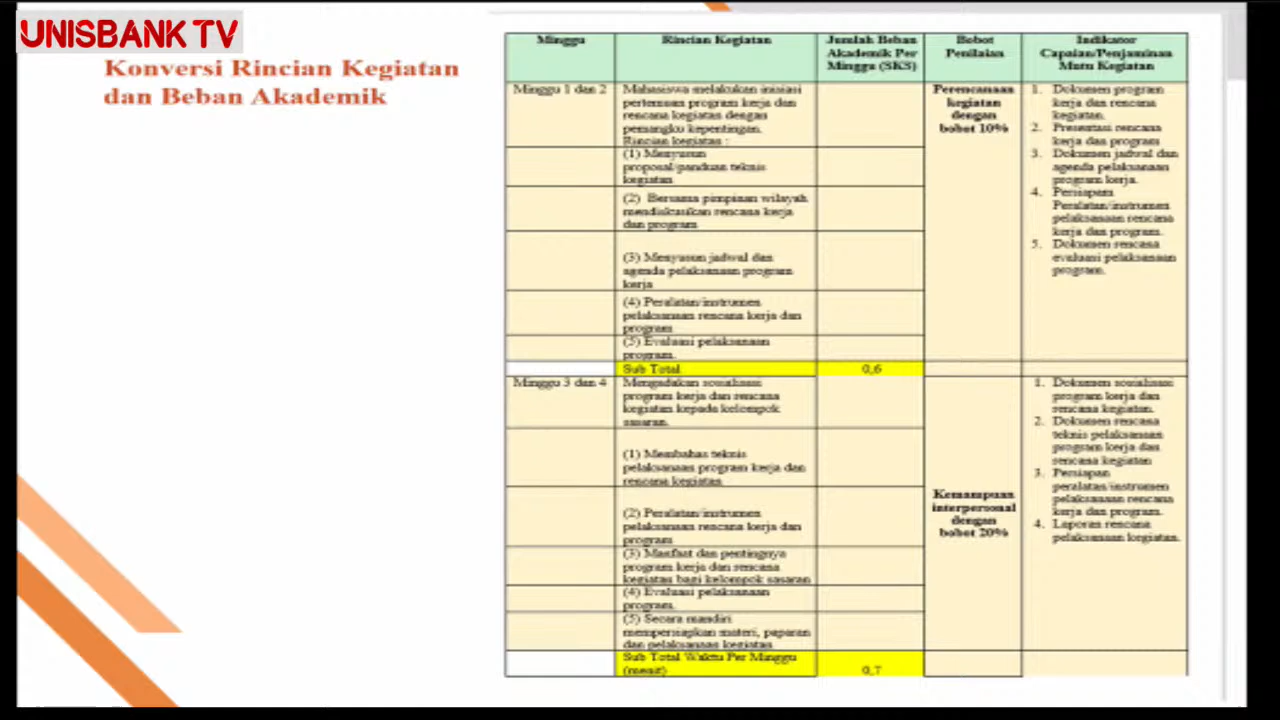 UNISBANK TV
Konversi Rincian Kegiatan
dan Beban Akademik
Minggu
Rincian Kegiatan
Jumlah Beban
Akademik Per
Minggu (SKS)
Bobot
Penilaian
Indikator
Capaian/Penjaminan
Mutu Kegiatan
Minggu 1 dan 2
Mahasiswa melakukan inisiasi
pertemuan program kerja dan
rencana kegiatan dengan
pemangku kepentingan.
Rincian kegiatan :
(1) Menyusun
proposal/panduan teknis
kegiatan
(2) Bersama pimpinan wilayah
mendiskusikan rencana kerja
dan program
(3) Menyusun jadwal dan
agenda pelaksanaan program
kerja
(4) Peralatan/instrumen
pelaksanaan rencana kerja dan
program
(5) Evaluasi pelaksanaan
program.
Perencanaan
kegiatan
dengan
bobot 10%
1. Dokumen program
kerja dan rencana
kegiatan.
2. Presentasi rencana
kerja dan program
3. Dokumen jadwal dan
agenda pelaksanaan
program kerja.
4. Persiapam
Peralatan/instrumen
pelaksanaan rencana
kerja dan program.
5. Dokumen rencana
evaluasi pelaksanaan
program.
Sub Total
0,6
Minggu 3 dan 4
Mengadakan sosialisasi
program kerja dan rencana
kegiatan kepada kelompok
sasaran.
(1) Membahas teknis
pelaksanaan program kerja dan
rencana kegiatan
(2) Peralatan/instrumen
pelaksanaan rencana kerja dan
program
(3) Manfaat dan pentingnya
program kerja dan rencana
kegiatan bagi kelompok sasaran
(4) Evaluasi pelaksanaan
program.
(5) Secara mandiri
mempersiapkan materi, paparan
dan pelaksanaan kegiatan
Kemampuan
interpersonal
dengan
bobot 20%
1. Dokumen sosialisasi
program kerja dan
rencana kegiatan.
2. Dokumen rencana
teknis pelaksanaan
program kerja dan
rencana kegiatan
3. Persiapan
peralatan/instrumen
pelaksanaan rencana
kerja dan program.
4. Laporan rencana
pelaksanaan kegiatan.
Sub Total Waktu Per Minggu
(menit)
0,7